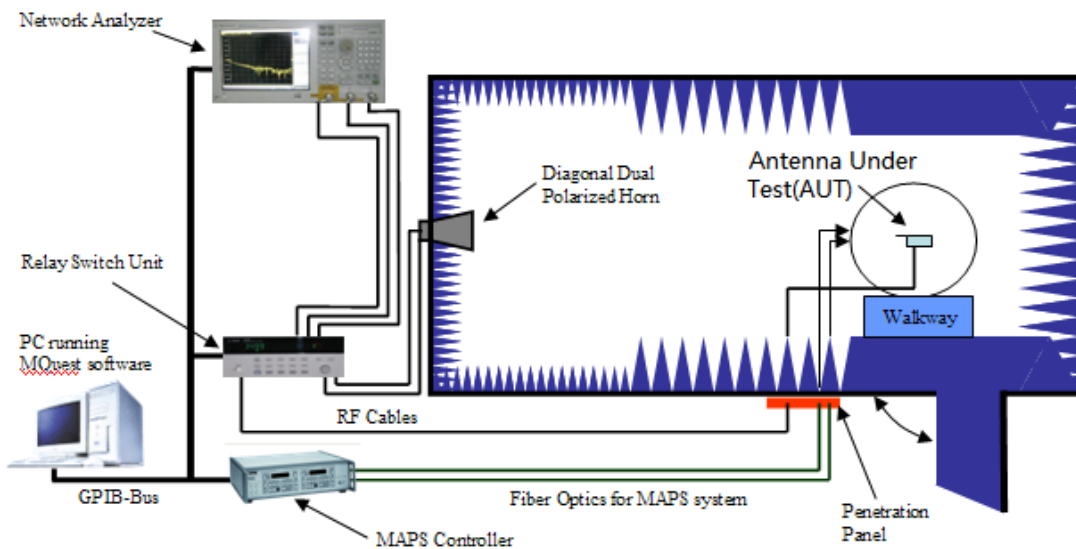 Network Analyzer
Diagonal Dual
Polarized Horn
Antenna Under
Test(AUT)
Relay Switch Unit
Walkway
PC running
MQuest software
RF Cables
GPIB-Bus
Fiber Optics for MAPS system
Penetration
Panel
MAPS Controller